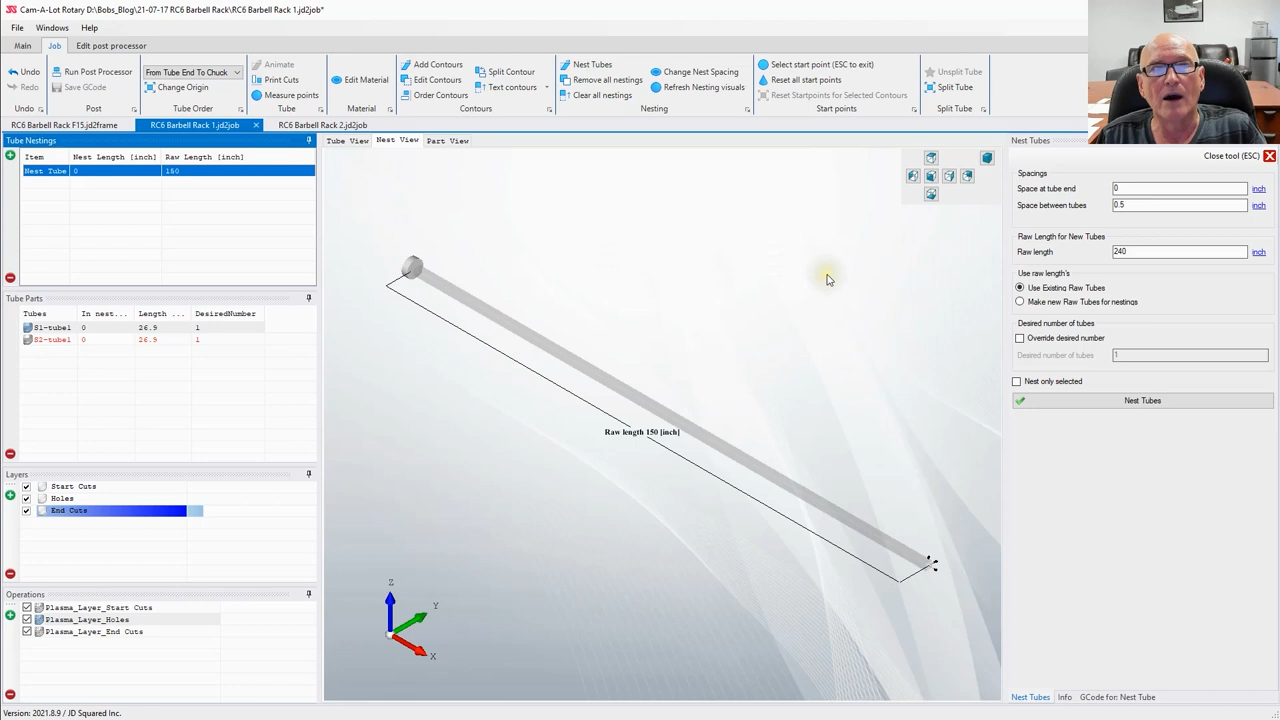 Cam-A-Lot Rotary D:\Bobs_Blog\21-07-17 RC6 Barbell Rack\RC6 Barbell Rack 1.jd2job*
File Windows Help
Main Job Edit post processor
Undo
Redo
Undo
Run Post Processor
Save GCode
Post
From Tube End To Chuck
Change Origin
Tube Order
Animate
Print Cuts
Measure points
Tube
Edit Material
Material
Add Contours
Edit Contours
Order Contours
Split Contour
Text contours
Contours
Nest Tubes
Remove all nestings
Clear all nestings
Change Nest Spacing
Refresh Nesting visuals
Nesting
Select start point (ESC to exit)
Reset all start points
Reset Startpoints for Selected Contours
Start points
Unsplit Tube
Split Tube
Split Tube
RC6 Barbell Rack F15.jd2frame RC6 Barbell Rack 1.jd2job RC6 Barbell Rack 2.jd2job
Tube Nestings
Item Nest Length [inch] Raw Length [inch]
Nest Tube 0 150
Tube Parts
Tubes In nest... Length ... DesiredNumber
S1-tube1 0 26.9 1
S2-tube1 0 26.9 1
Layers
Start Cuts
Holes
End Cuts
Operations
Plasma_Layer_Start Cuts
Plasma_Layer_Holes
Plasma_Layer_End Cuts
Tube View Nest View Part View
Raw length 150 [inch]
Z
Y
X
Nest Tubes
Close tool (ESC)
Spacings
Space at tube end 0 inch
Space between tubes 0.5 inch
Raw Length for New Tubes
Raw length 240 inch
Use raw length's
Use Existing Raw Tubes
Make new Raw Tubes for nestings
Desired number of tubes
Override desired number
Desired number of tubes 1
Nest only selected
Nest Tubes
Nest Tubes Info GCode for: Nest Tube
Version: 2021.8.9 / JD Squared Inc.